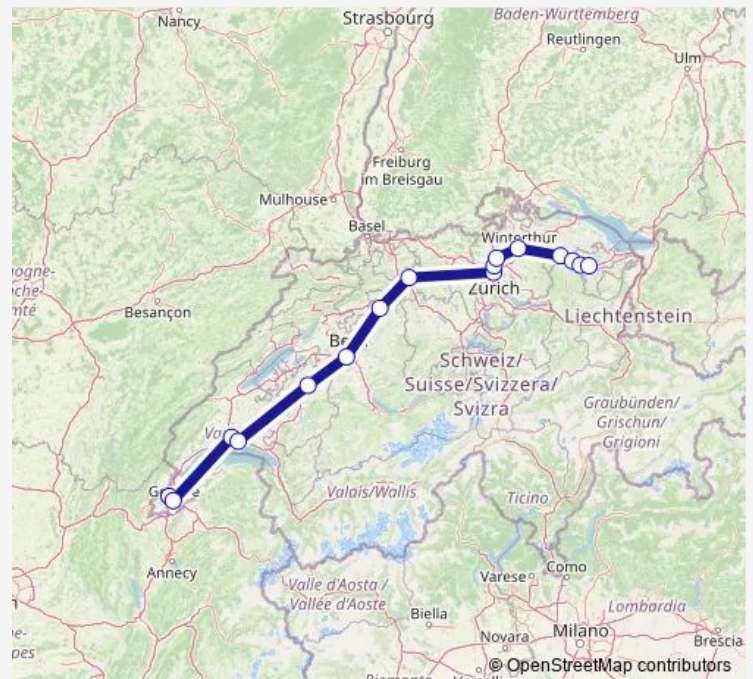 Nancy
Strasbourg
Baden-Württemberg
Reutlingen
Ulm
Freiburg
im Breisgau
Mulhouse
Basel
Winterthur
Zürich
Besançon
Liechtenstein
Schweiz/
Suisse/Svizzera/
Svizra
Graubünden/
Grischun/
Grigioni
Valais/Wallis
Ticino
Annecy
Valle d'Aosta /
Vallée d'Aoste
Varese
Como
Lombardia
Biella
Milano
Novara
Brescia
© OpenStreetMap contributors